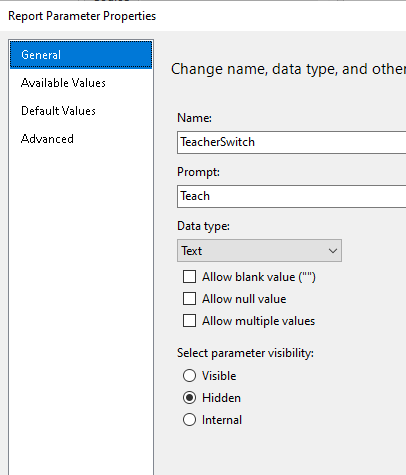 Report Parameter Properties
General
Available Values
Default Values
Advanced
Change name, data type, and other
Name:
TeacherSwitch
Prompt:
Teach
Data type:
Text
Allow blank value ("")
Allow null value
Allow multiple values
Select parameter visibility:
Visible
Hidden
Internal